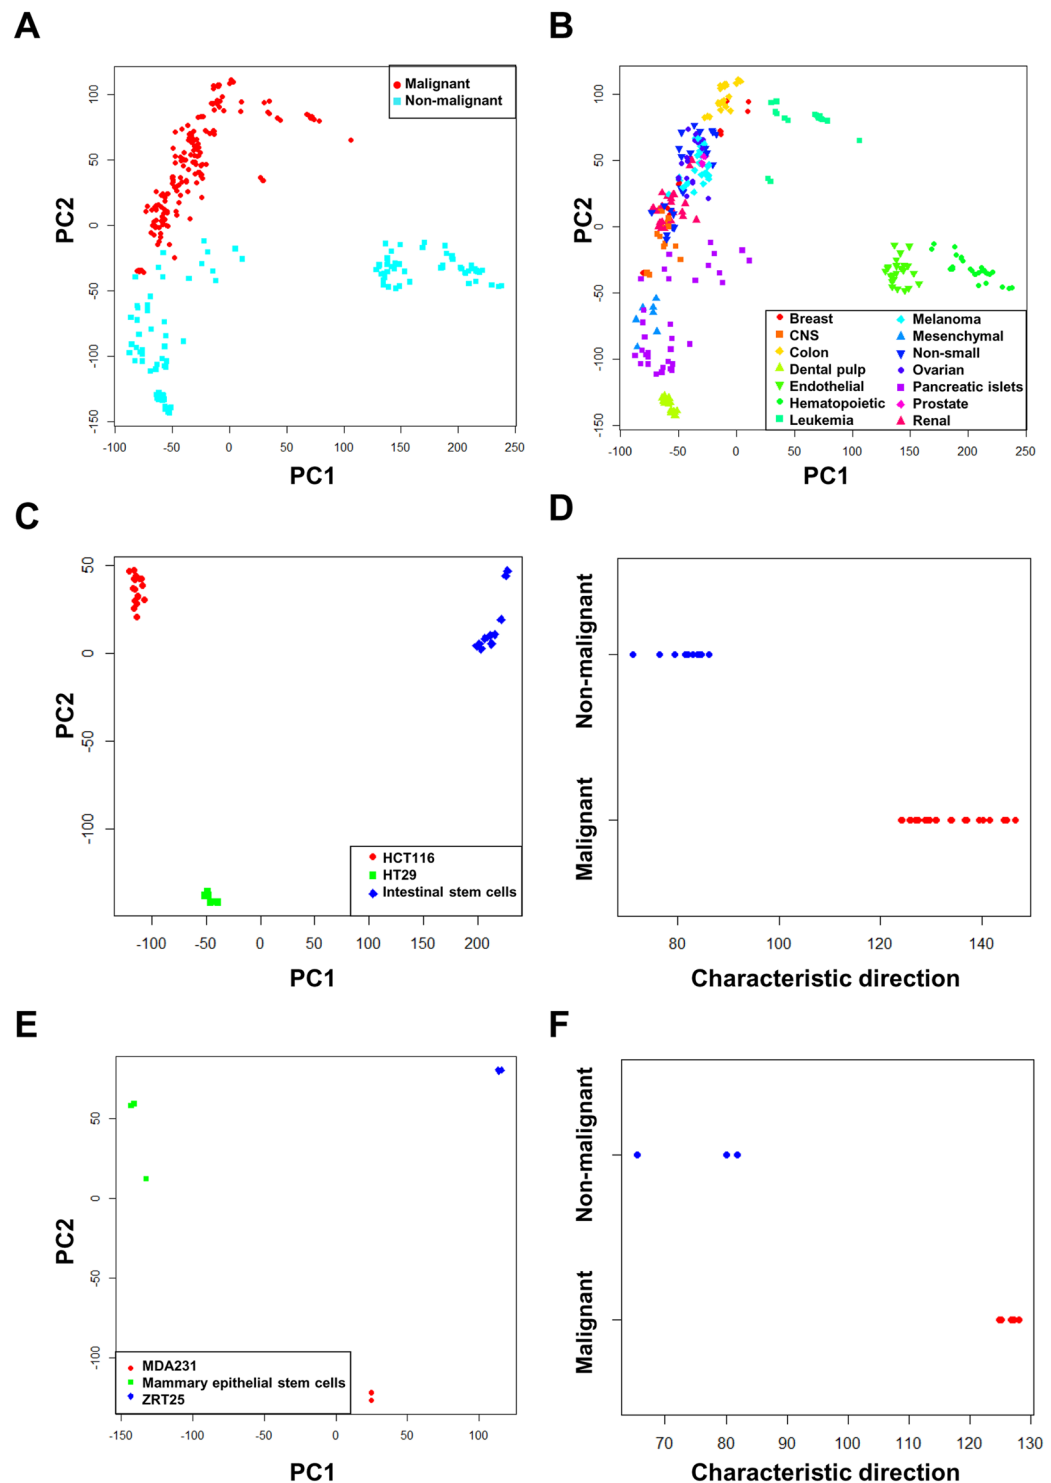 A
B
Malignant
Non-malignant
PC2
100
50
0
-50
-100
-150
-100
-50
0
50
100
150
200
250
PC1
PC2
100
50
0
-50
-100
-150
Breast
CNS
Colon
Dental pulp
Endothelial
Hematopoietic
Leukemia
Melanoma
Mesenchymal
Non-small
Ovarian
Pancreatic islets
Prostate
Renal
-100
-50
0
50
100
150
200
250
PC1
C
D
PC2
50
0
-50
-100
HCT116
HT29
Intestinal stem cells
-100
-50
0
50
100
150
200
PC1
Non-malignant
Malignant
80
100
120
140
Characteristic direction
E
F
PC2
50
0
-50
-100
MDA231
Mammary epithelial stem cells
ZRT25
-150
-100
-50
0
50
100
PC1
Non-malignant
Malignant
70
80
90
100
110
120
130
Characteristic direction